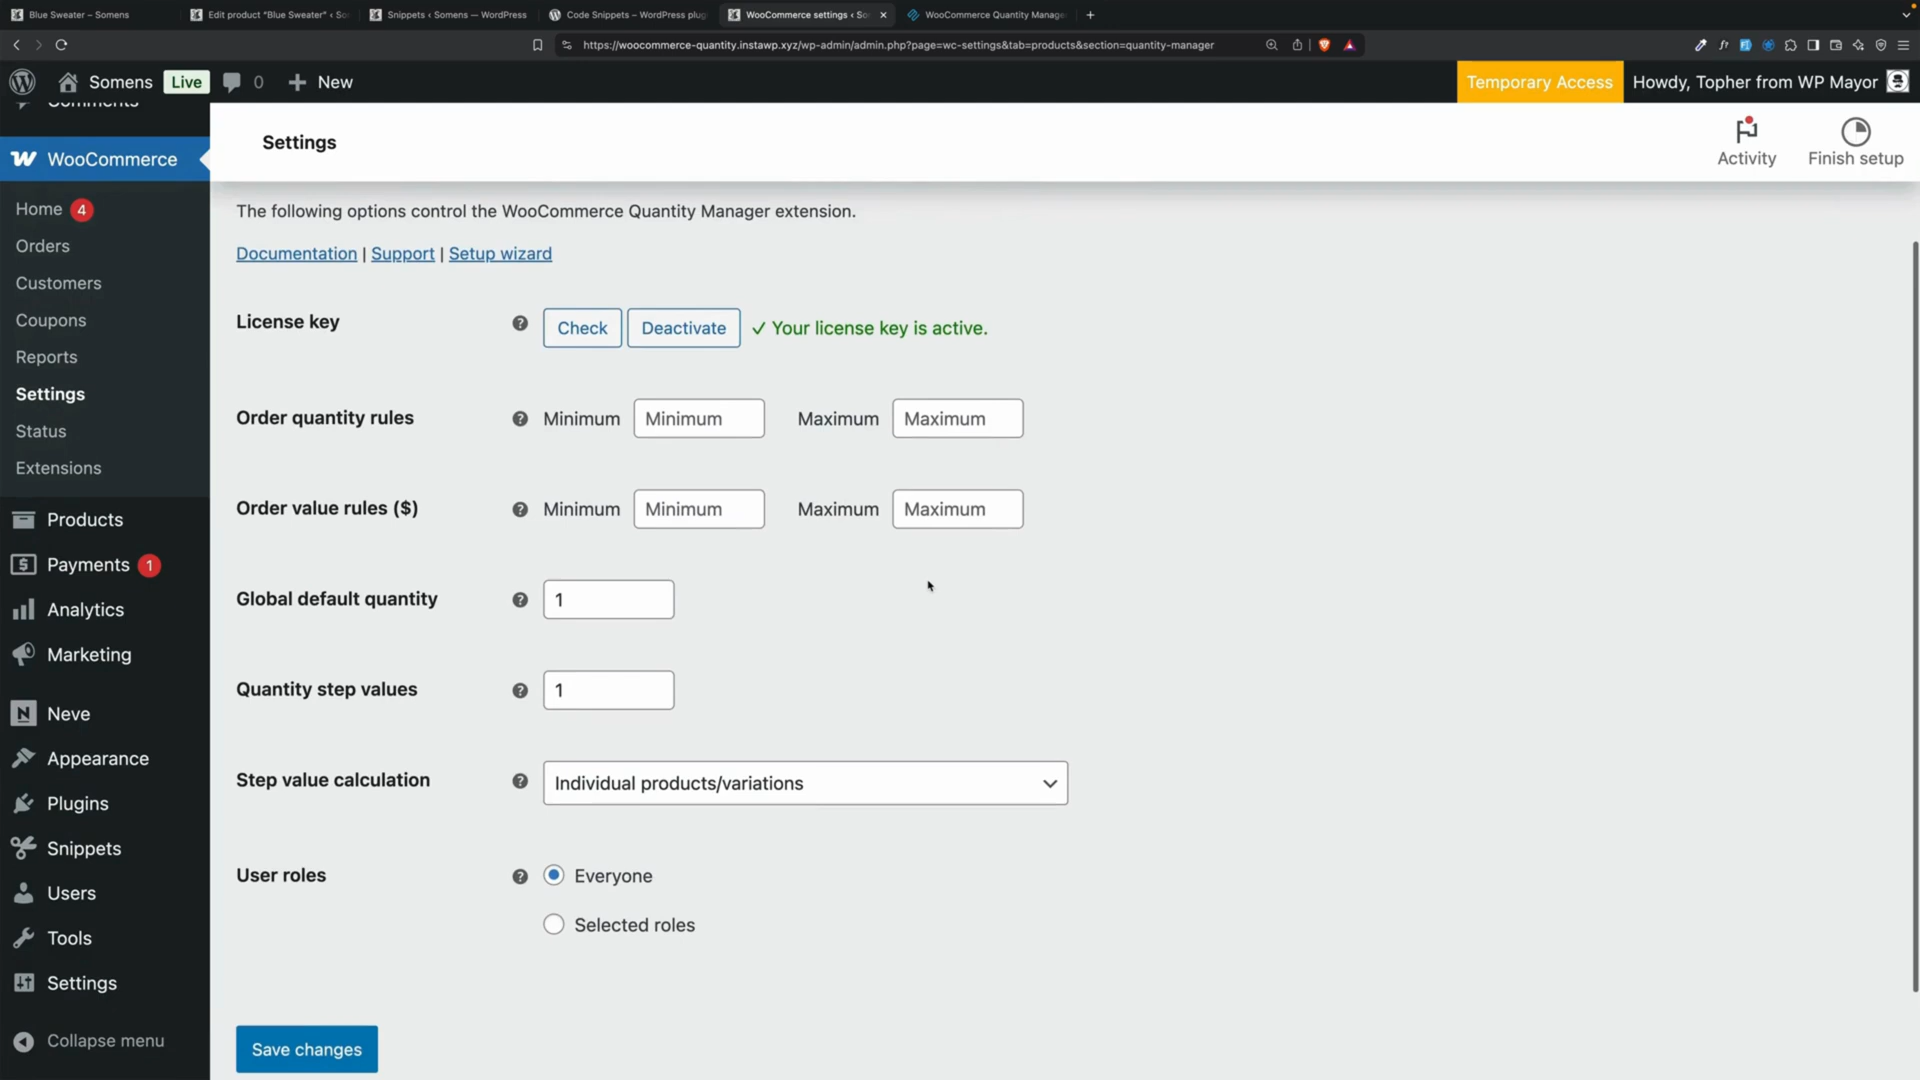 Blue Sweater – Somens
Edit product "Blue Sweater" ‹ So
Snippets ‹ Somens — WordPress
Code Snippets – WordPress plug
WooCommerce settings ‹ So
WooCommerce Quantity Manage
https://woocommerce-quantity.instawp.xyz/wp-admin/admin.php?page=wc-settings&tab=products&section=quantity-manager
Somens
Live
0
New
Temporary Access
Howdy, Topher from WP Mayor
Comments
WooCommerce
Home 4
Orders
Customers
Coupons
Reports
Settings
Status
Extensions
Products
Payments 1
Analytics
Marketing
Neve
Appearance
Plugins
Snippets
Users
Tools
Settings
Collapse menu
Settings
Activity
Finish setup
The following options control the WooCommerce Quantity Manager extension.
Documentation | Support | Setup wizard
License key
Check
Deactivate
✓ Your license key is active.
Order quantity rules
Minimum
Minimum
Maximum
Maximum
Order value rules ($)
Minimum
Minimum
Maximum
Maximum
Global default quantity
1
Quantity step values
1
Step value calculation
Individual products/variations
User roles
Everyone
Selected roles
Save changes